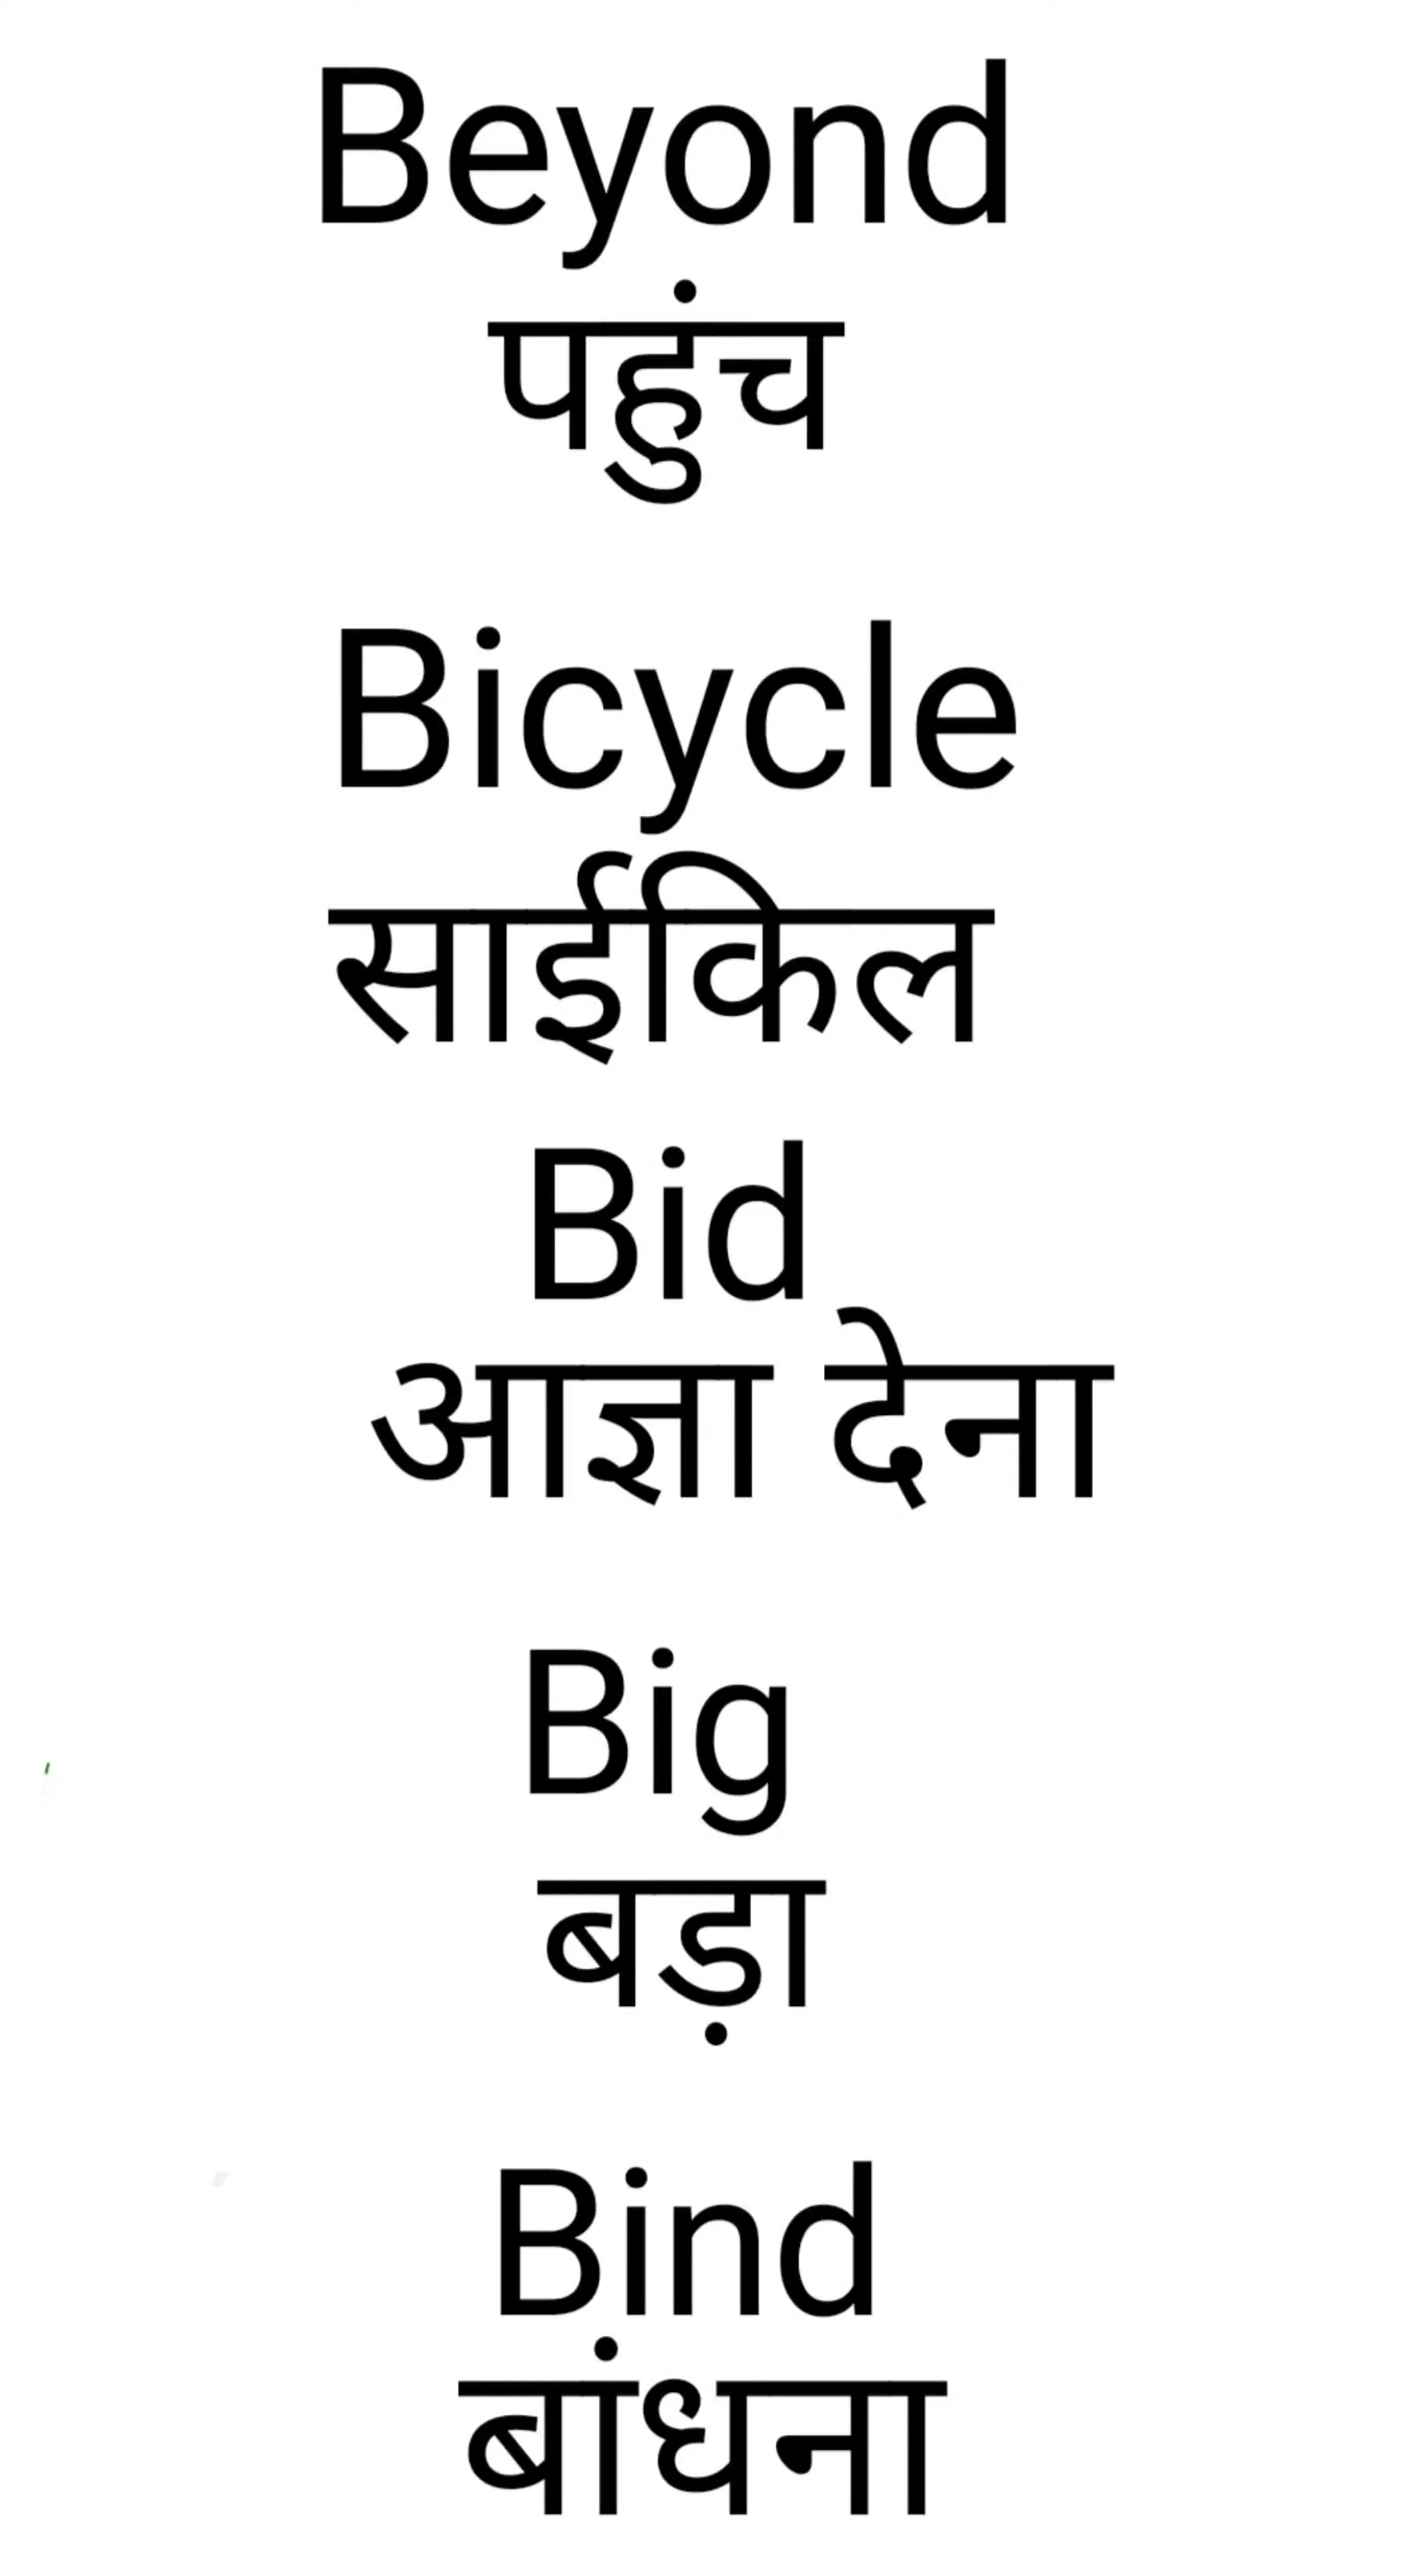 Beyond
पहुंच
Bicycle
साईकिल
Bid
आज्ञा देना
Big
बड़ा
Bind
बांधना